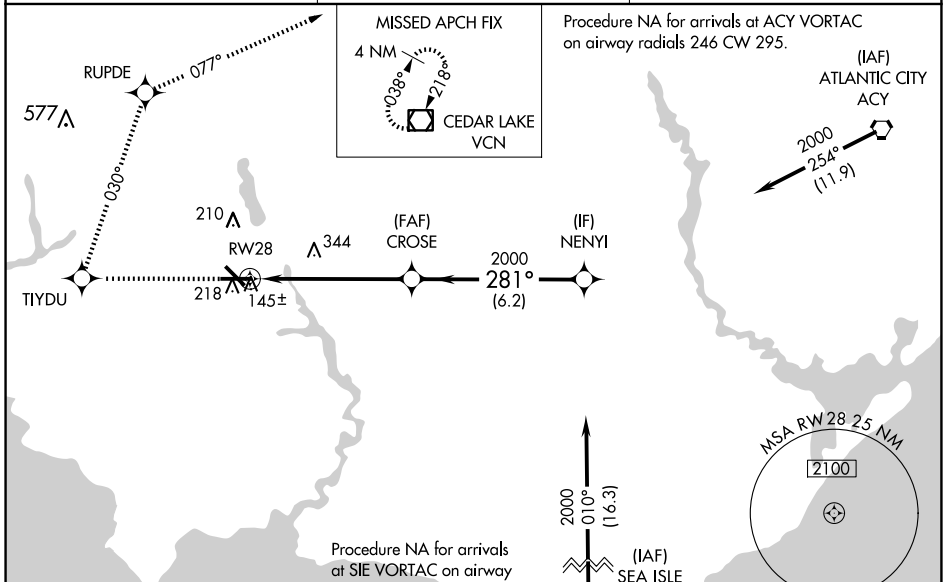 MISSED APCH FIX
4 NM
038°
218°
CEDAR LAKE
VCN
Procedure NA for arrivals at ACY VORTAC
on airway radials 246 CW 295.
(IAF)
ATLANTIC CITY
ACY
2000
254°
(11.9)
RUPDE
077°
577
030°
TIYDU
210
RW28
344
218
145±
(FAF)
CROSE
2000
281°
(6.2)
(IF)
NENYI
2000
010°
(16.3)
MSA RW 28 25 NM
2100
Procedure NA for arrivals
at SIE VORTAC on airway
(IAF)
SEA ISLE